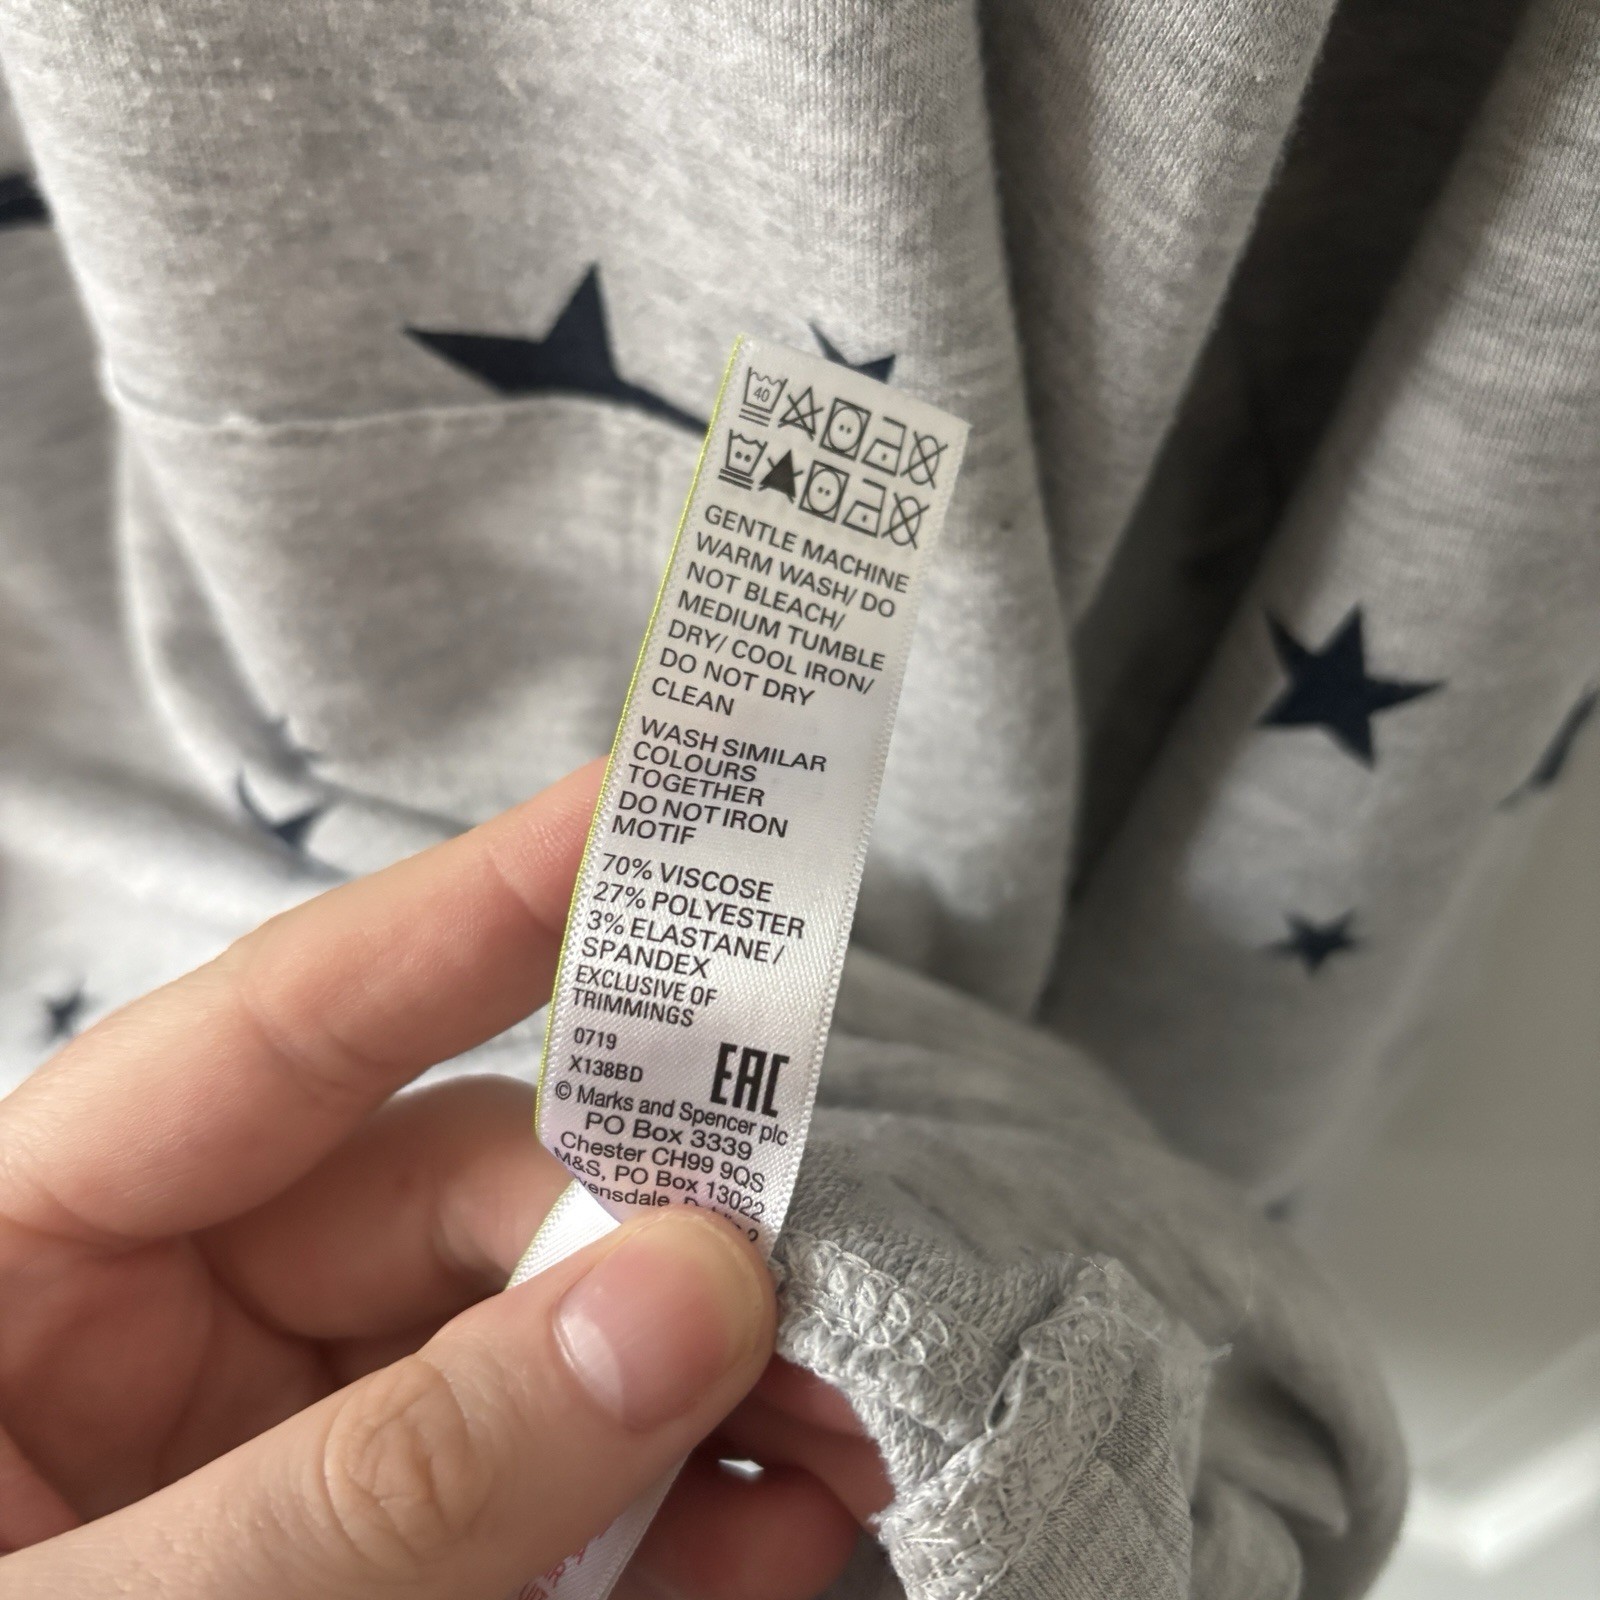 40
GENTLE MACHINE
WARM WASH/ DO
NOT BLEACH/
MEDIUM TUMBLE
DRY/ COOL IRON/
DO NOT DRY
CLEAN
WASH SIMILAR
COLOURS
TOGETHER
DO NOT IRON
MOTIF
70% VISCOSE
27% POLYESTER
3% ELASTANE /
SPANDEX
EXCLUSIVE OF
TRIMMINGS
0719
X138BD
EAC
© Marks and Spencer plc
PO Box 3339
Chester CH99 9QS
M&S, PO Box 13022